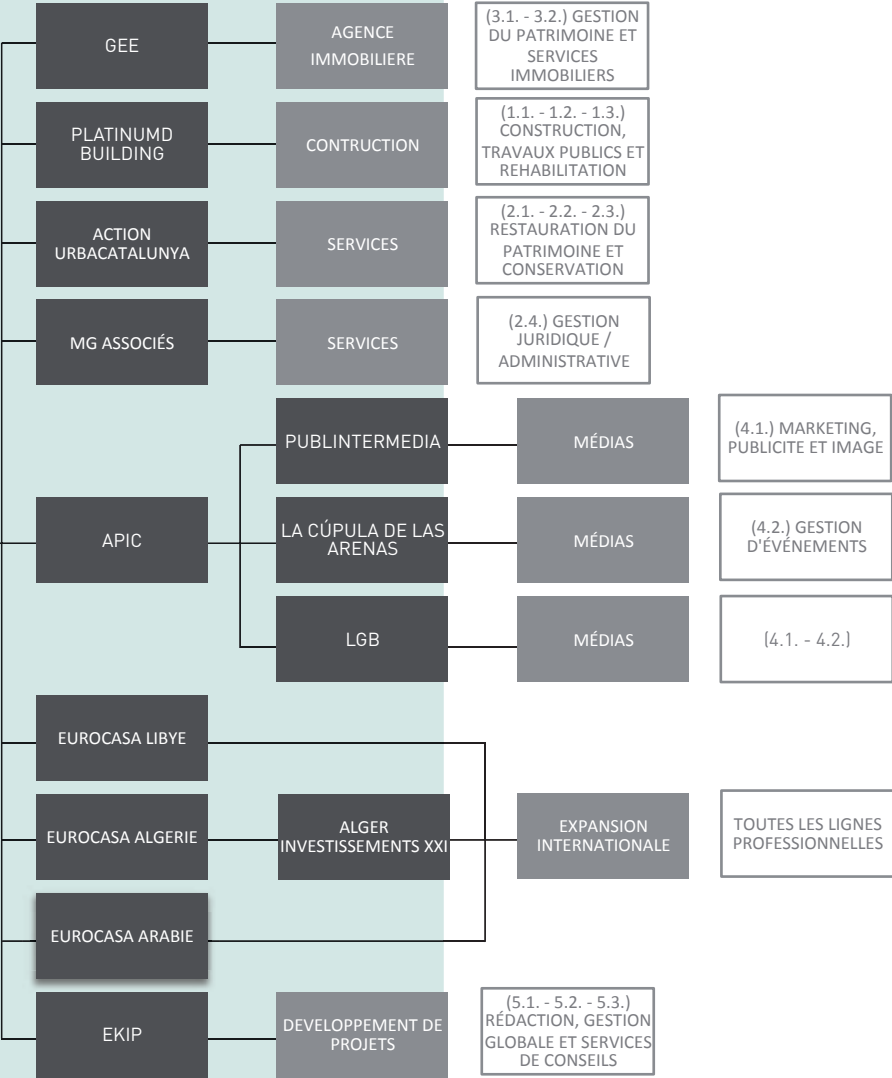 GEE
AGENCE
IMMOBILIERE
(3.1. - 3.2.) GESTION
DU PATRIMOINE ET
SERVICES
IMMOBILIERS
PLATINUMD
BUILDING
CONTRUCTION
(1.1. - 1.2. - 1.3.)
CONSTRUCTION,
TRAVAUX PUBLICS ET
REHABILITATION
ACTION
URBACATALUNYA
SERVICES
(2.1. - 2.2. - 2.3.)
RESTAURATION DU
PATRIMOINE ET
CONSERVATION
MG ASSOCIÉS
SERVICES
(2.4.) GESTION
JURIDIQUE /
ADMINISTRATIVE
APIC
PUBLINTERMEDIA
MÉDIAS
(4.1.) MARKETING,
PUBLICITE ET IMAGE
LA CÚPULA DE LAS
ARENAS
MÉDIAS
(4.2.) GESTION
D'ÉVÉNEMENTS
LGB
MÉDIAS
(4.1. - 4.2.)
EUROCASA LIBYE
EUROCASA ALGERIE
ALGER
INVESTISSEMENTS XXI
EXPANSION
INTERNATIONALE
TOUTES LES LIGNES
PROFESSIONNELLES
EUROCASA ARABIE
EKIP
DEVELOPPEMENT DE
PROJETS
(5.1. - 5.2. - 5.3.)
RÉDACTION, GESTION
GLOBALE ET SERVICES
DE CONSEILS